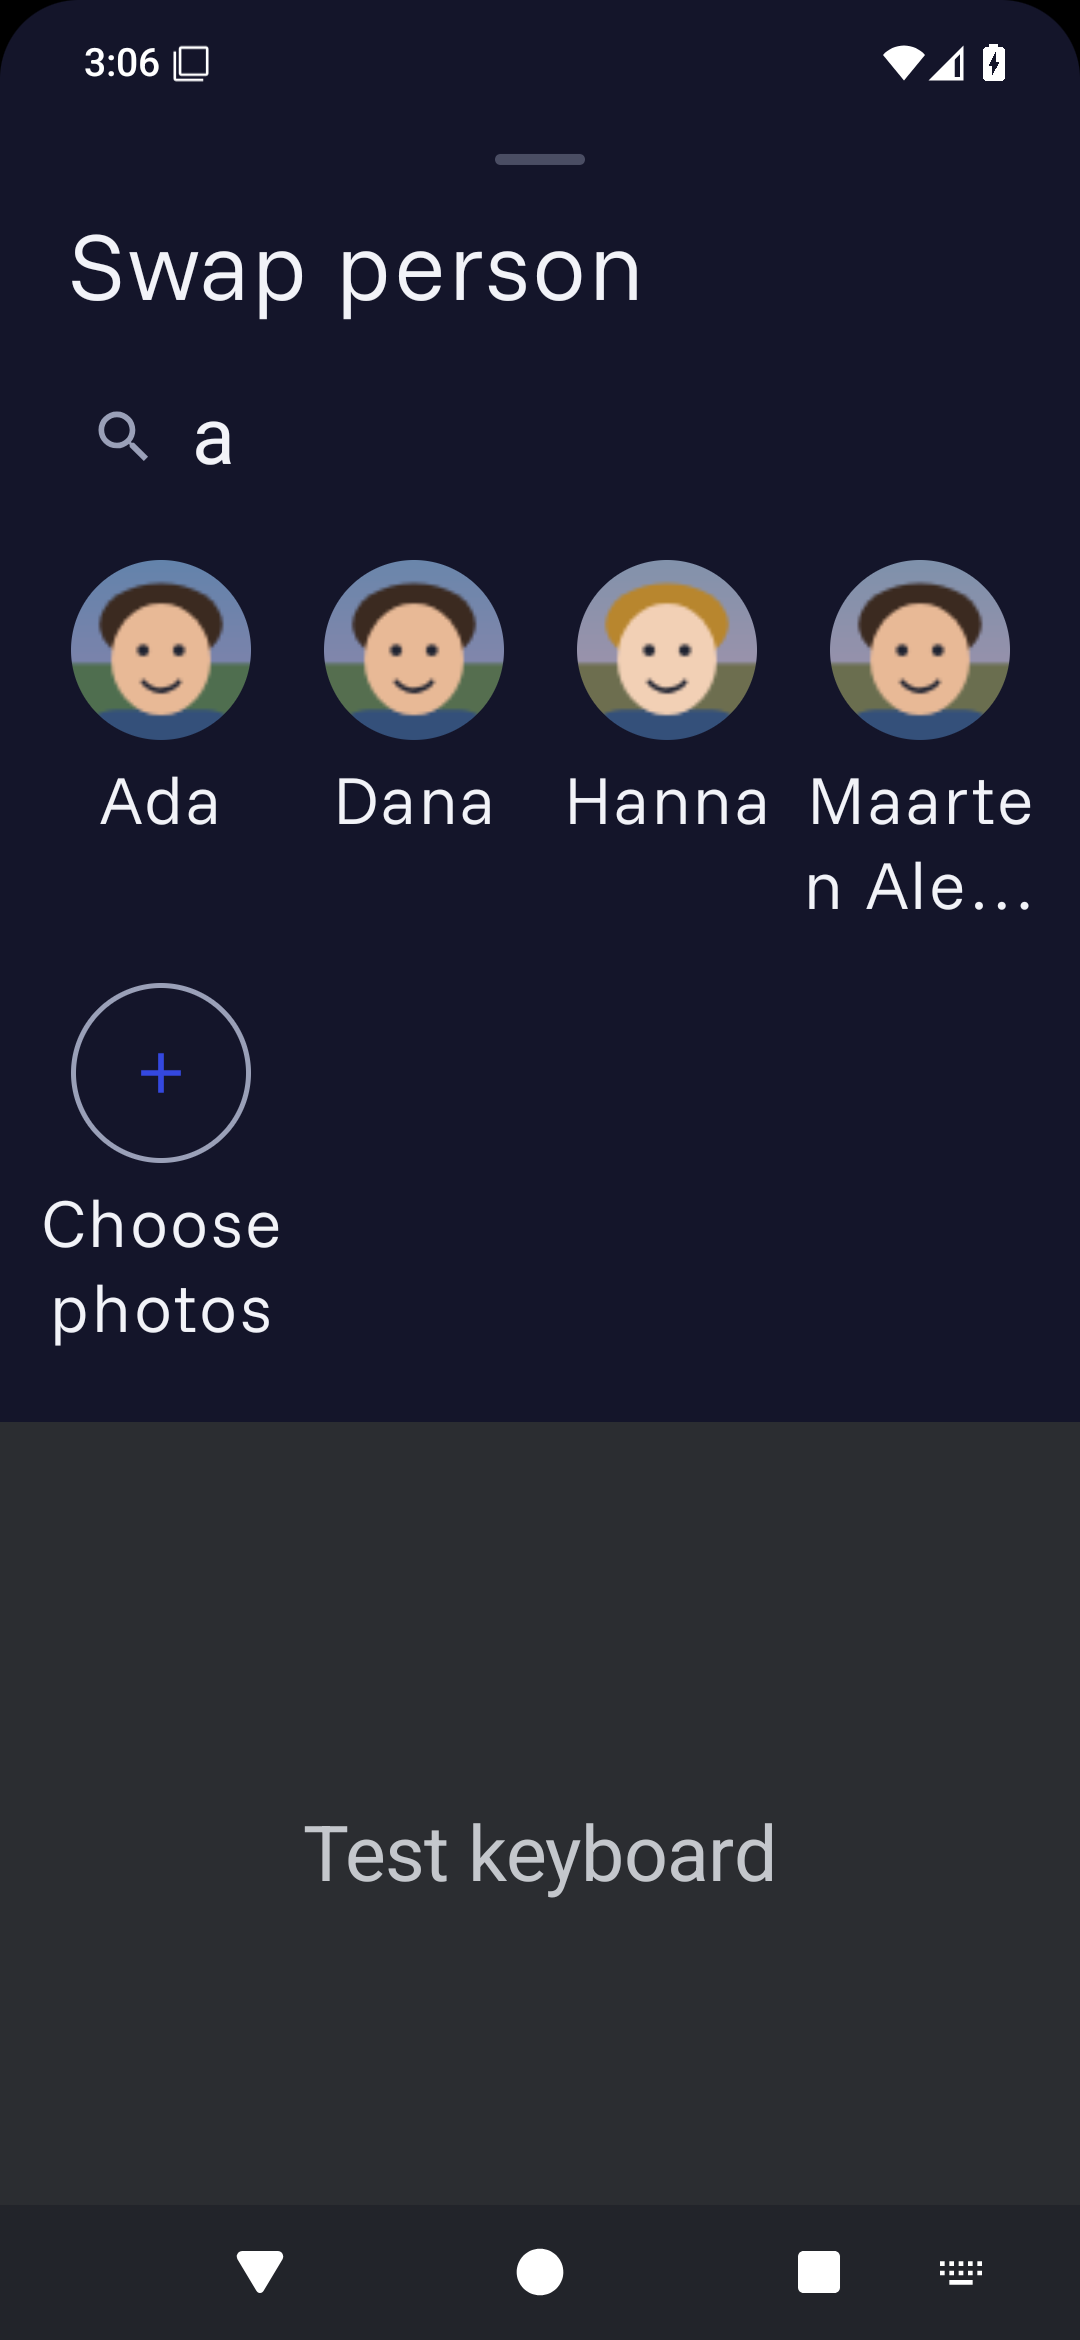 3:06
Swap person
a
Ada
Dana
Hanna
Maarte
n Ale…
Choose
photos
Test keyboard